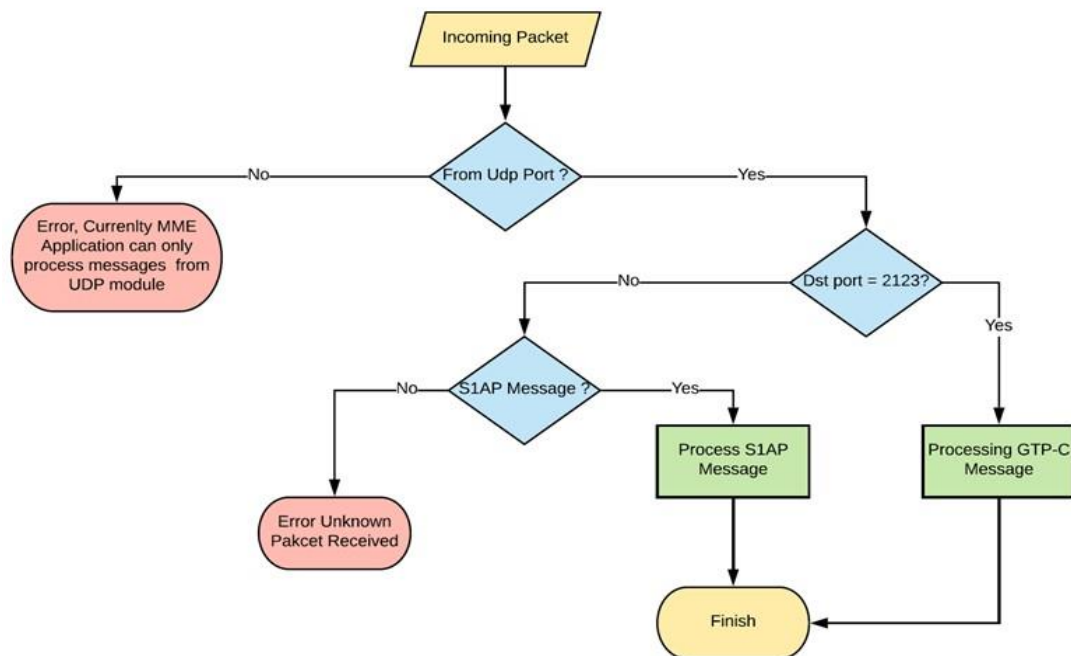 Incoming Packet
From Udp Port ?
No
Yes
Error, Currenlty MME
Application can only
process messages from
UDP module
Dst port = 2123?
No
Yes
S1AP Message ?
No
Yes
Process S1AP
Message
Processing GTP-C
Message
Error Unknown
Pakcet Received
Finish